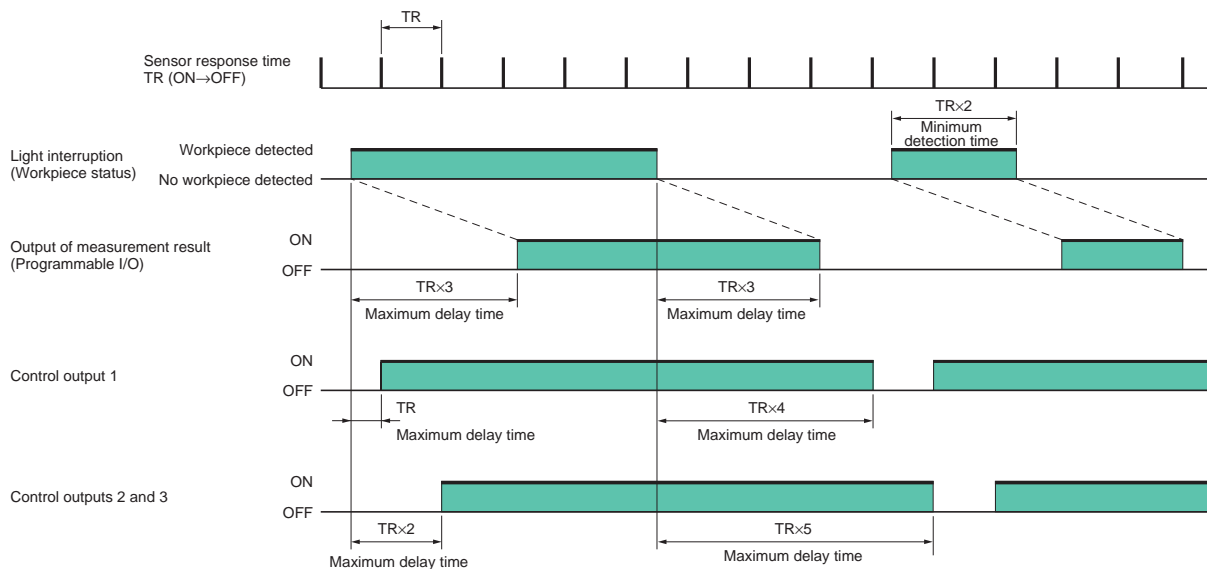 TR
Sensor response time
TR (ON→OFF)
TR×2
Minimum
detection time
Light interruption
(Workpiece status)
Workpiece detected
No workpiece detected
Output of measurement result
(Programmable I/O)
ON
OFF
TR×3
Maximum delay time
TR×3
Maximum delay time
Control output 1
ON
OFF
TR
Maximum delay time
TR×4
Maximum delay time
Control outputs 2 and 3
ON
OFF
TR×2
Maximum delay time
TR×5
Maximum delay time